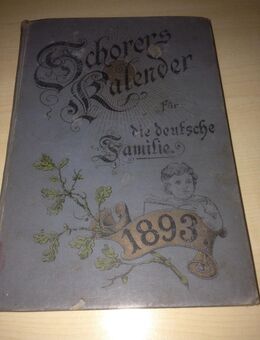 Schorers
Kalender
für
die deutsche
Familie.
1893.